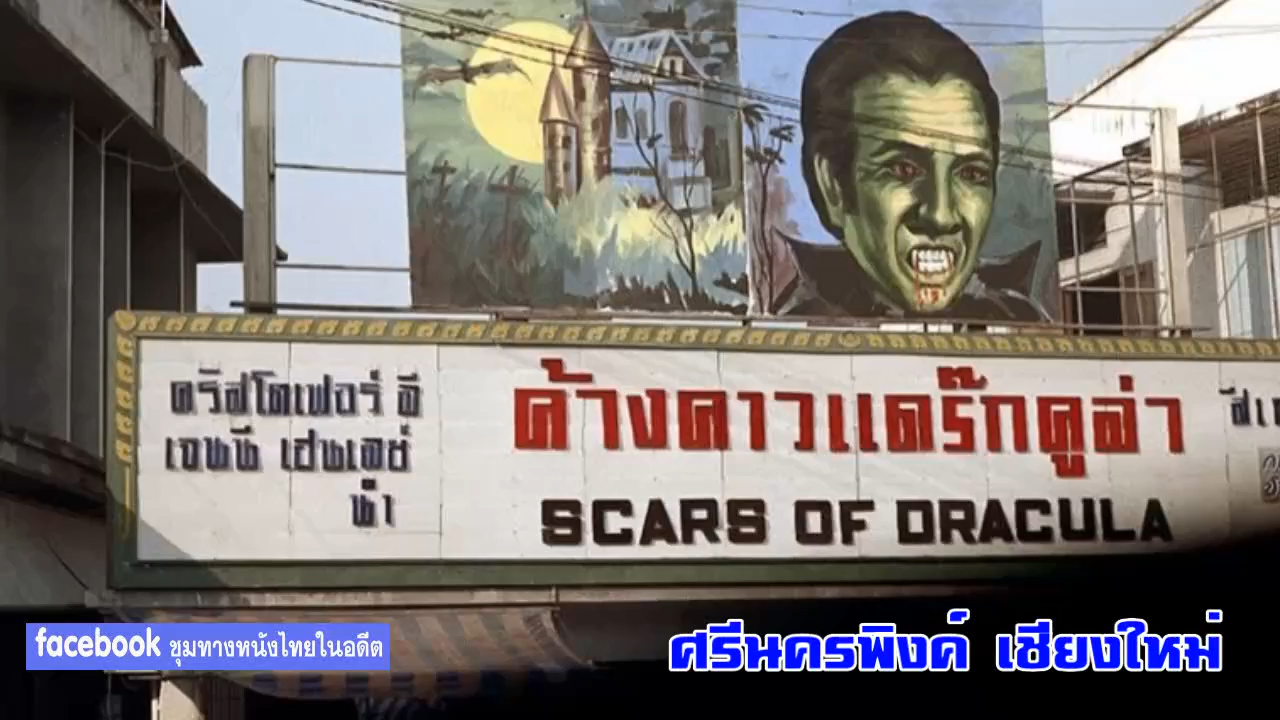 คริสโตเฟอร์ ลี
เจนนี เฮนเลย์
นำ
ค้างคาวแดร๊กคูล่า
SCARS OF DRACULA
facebook ชุมทางหนังไทยในอดีต
ศรีนครพิงค์ เชียงใหม่